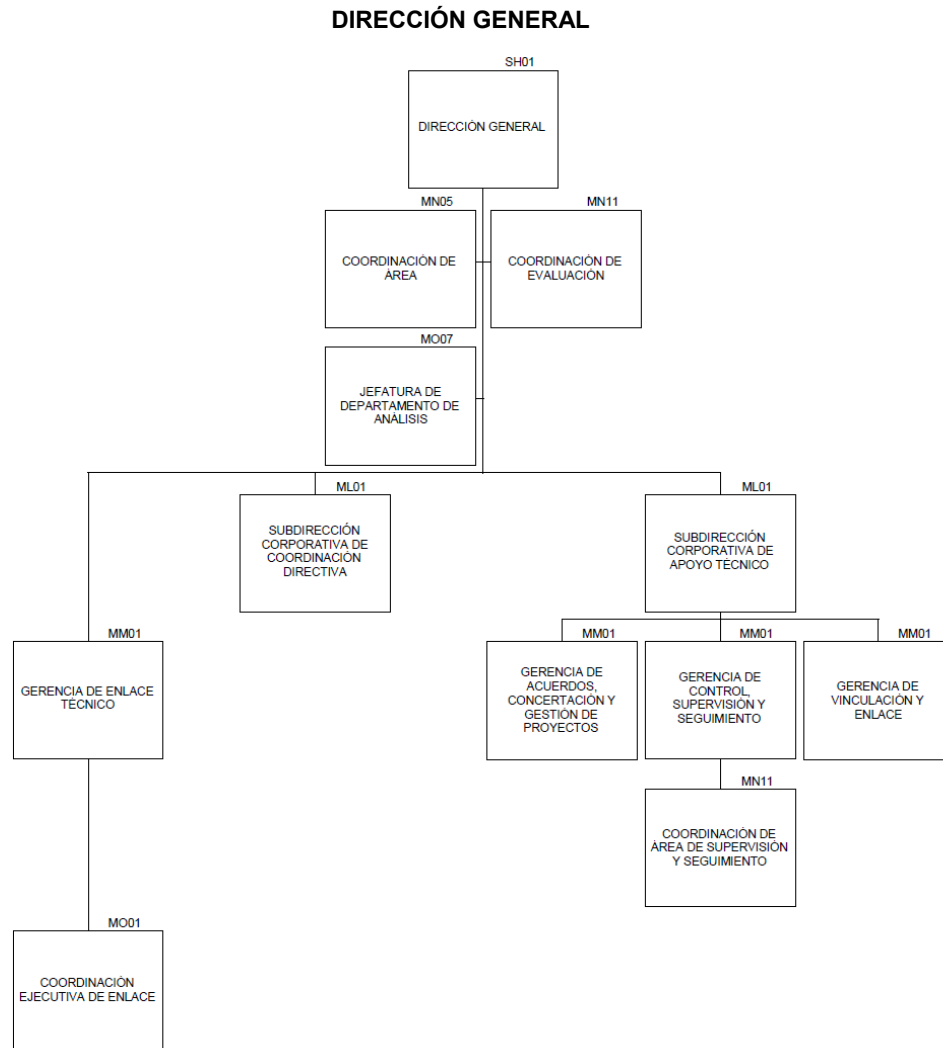 DIRECCIÓN GENERAL
SH01
DIRECCIÓN GENERAL
MN05
COORDINACIÓN DE
ÁREA
MN11
COORDINACIÓN DE
EVALUACIÓN
MO07
JEFATURA DE
DEPARTAMENTO DE
ANÁLISIS
ML01
SUBDIRECCIÓN
CORPORATIVA DE
COORDINACIÓN
DIRECTIVA
ML01
SUBDIRECCIÓN
CORPORATIVA DE
APOYO TÉCNICO
MM01
GERENCIA DE ENLACE
TÉCNICO
MM01
GERENCIA DE
ACUERDOS,
CONCERTACIÓN Y
GESTIÓN DE
PROYECTOS
MM01
GERENCIA DE
CONTROL,
SUPERVISIÓN Y
SEGUIMIENTO
MM01
GERENCIA DE
VINCULACIÓN Y
ENLACE
MN11
COORDINACIÓN DE
ÁREA DE SUPERVISIÓN
Y SEGUIMIENTO
MO01
COORDINACIÓN
EJECUTIVA DE ENLACE